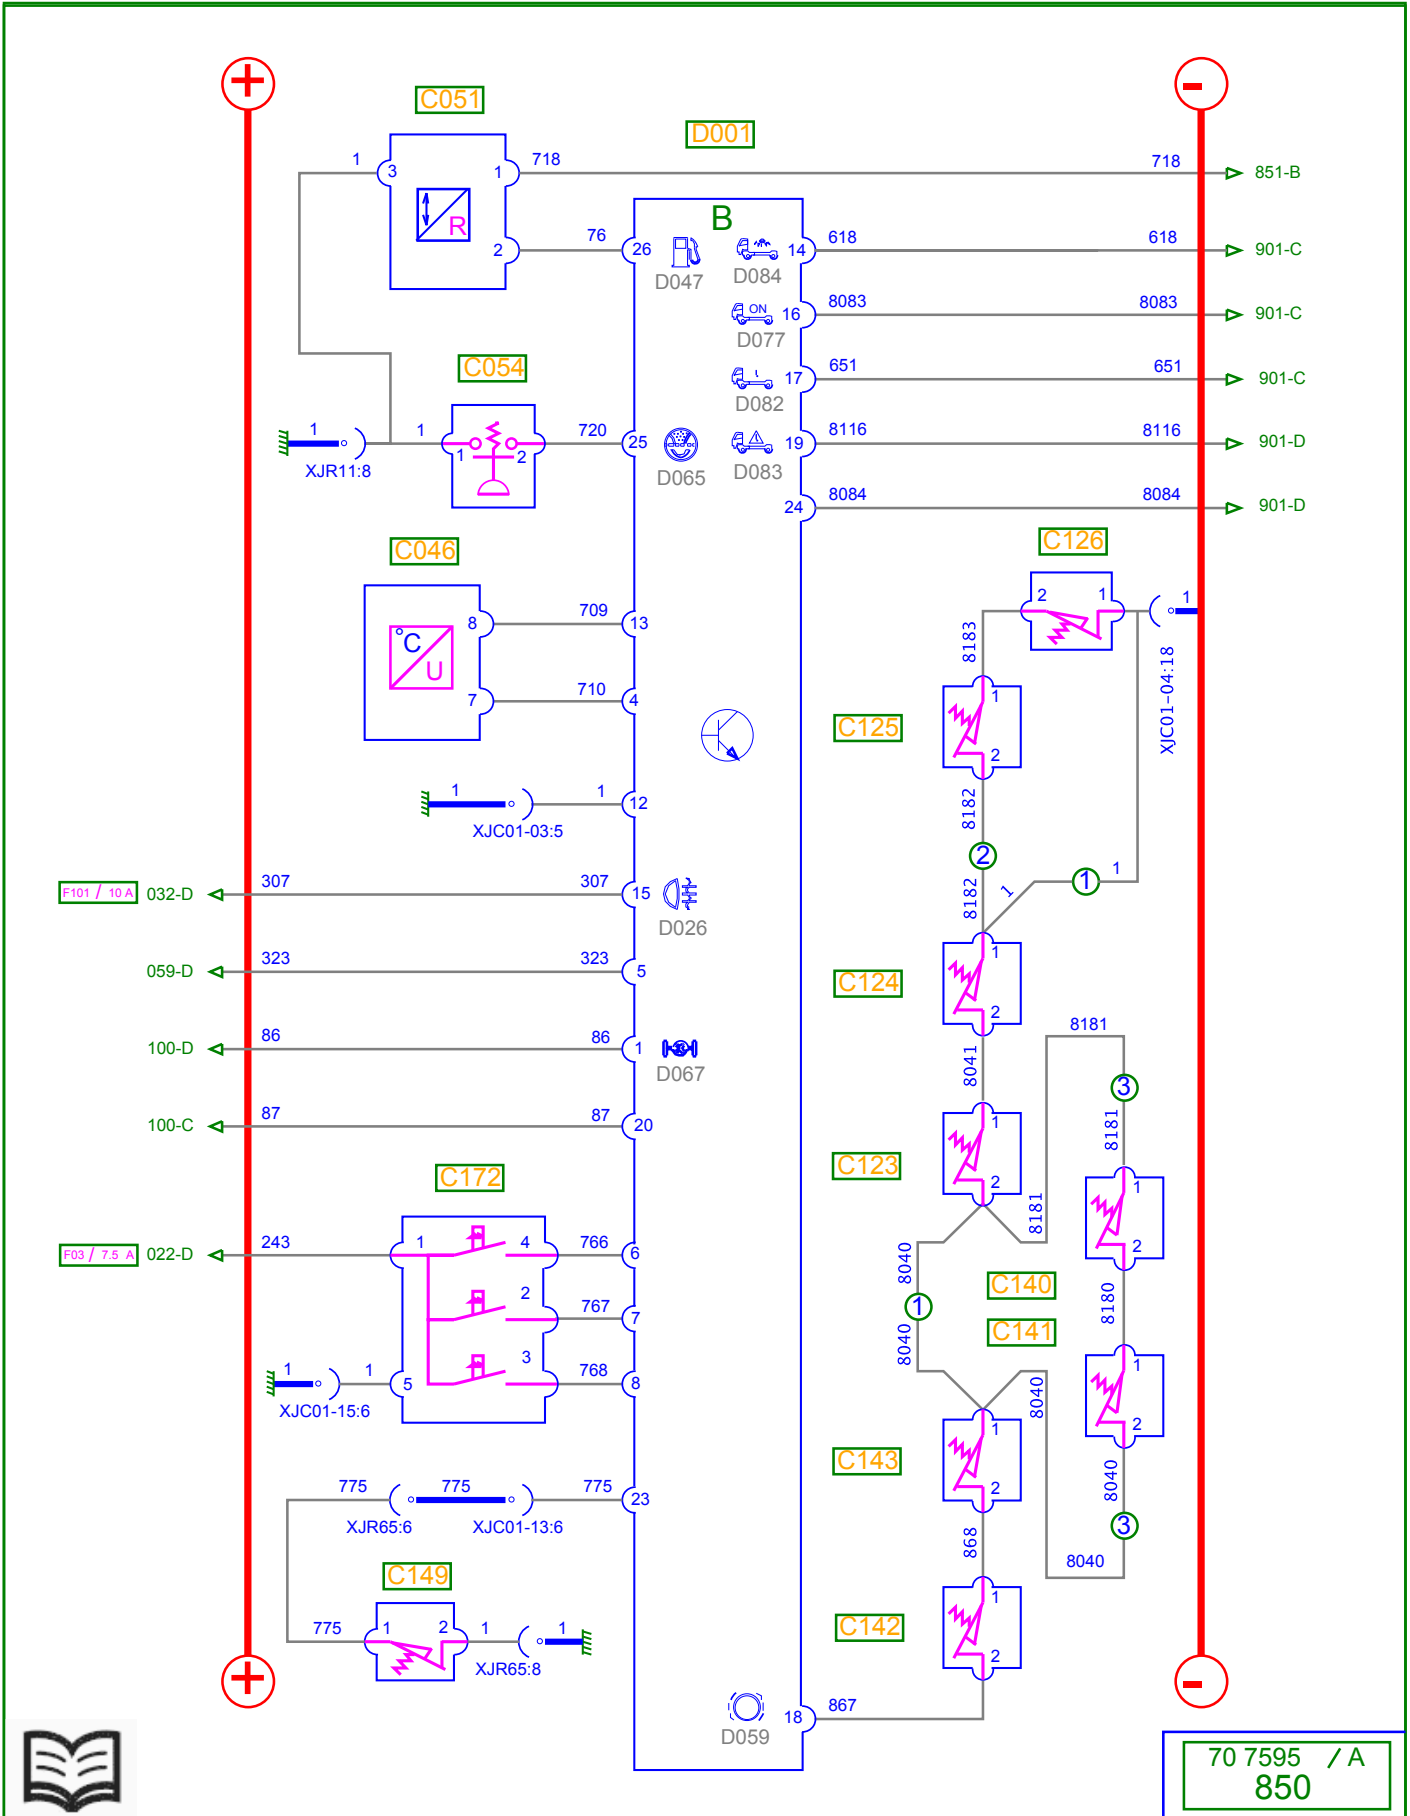 C051
D001
1 3 1 718 718 851-B
R
B
2 76 26 D047 D084 14 618 618 901-C
D077 16 8083 8083 901-C
ON
C054
D082 17 651 651 901-C
1 XJR11:8 1 1 2 720 25 D065 D083 19 8116 8116 901-D
24 8084 8084 901-D
C046
C126
8 709 13
°C
U
7 710 4
2 1 1
XJC01-04:18
8183
C125
1
2
8182
2
8182
1
1
1
1 XJC01-03:5 1 12
F101 / 10 A 032-D 307 307 15 D026
059-D 323 323 5
100-D 86 86 1 D067
100-C 87 87 20
C124
1
2
8041
C123
1
2
8181
8181
3
8181
1
2
C140
8180
C141
1
2
8040
3
8040
8040
1
8040
8040
C172
F03 / 7.5 A 022-D 243 1 4 766 6
2 767 7
3 768 8
1 XJC01-15:6 1 5
C143
1
2
868
C142
1
2
775 XJR65:6 775 XJC01-13:6 775 23
C149
775 1 2 1 XJR65:8 1
D059 18 867
70 7595 / A
850